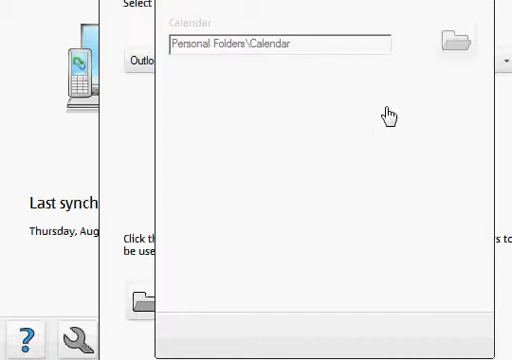 Select
Calendar
Personal Folders\Calendar
Outlo
Last synch
Thursday, Aug
Click th
s to
be use